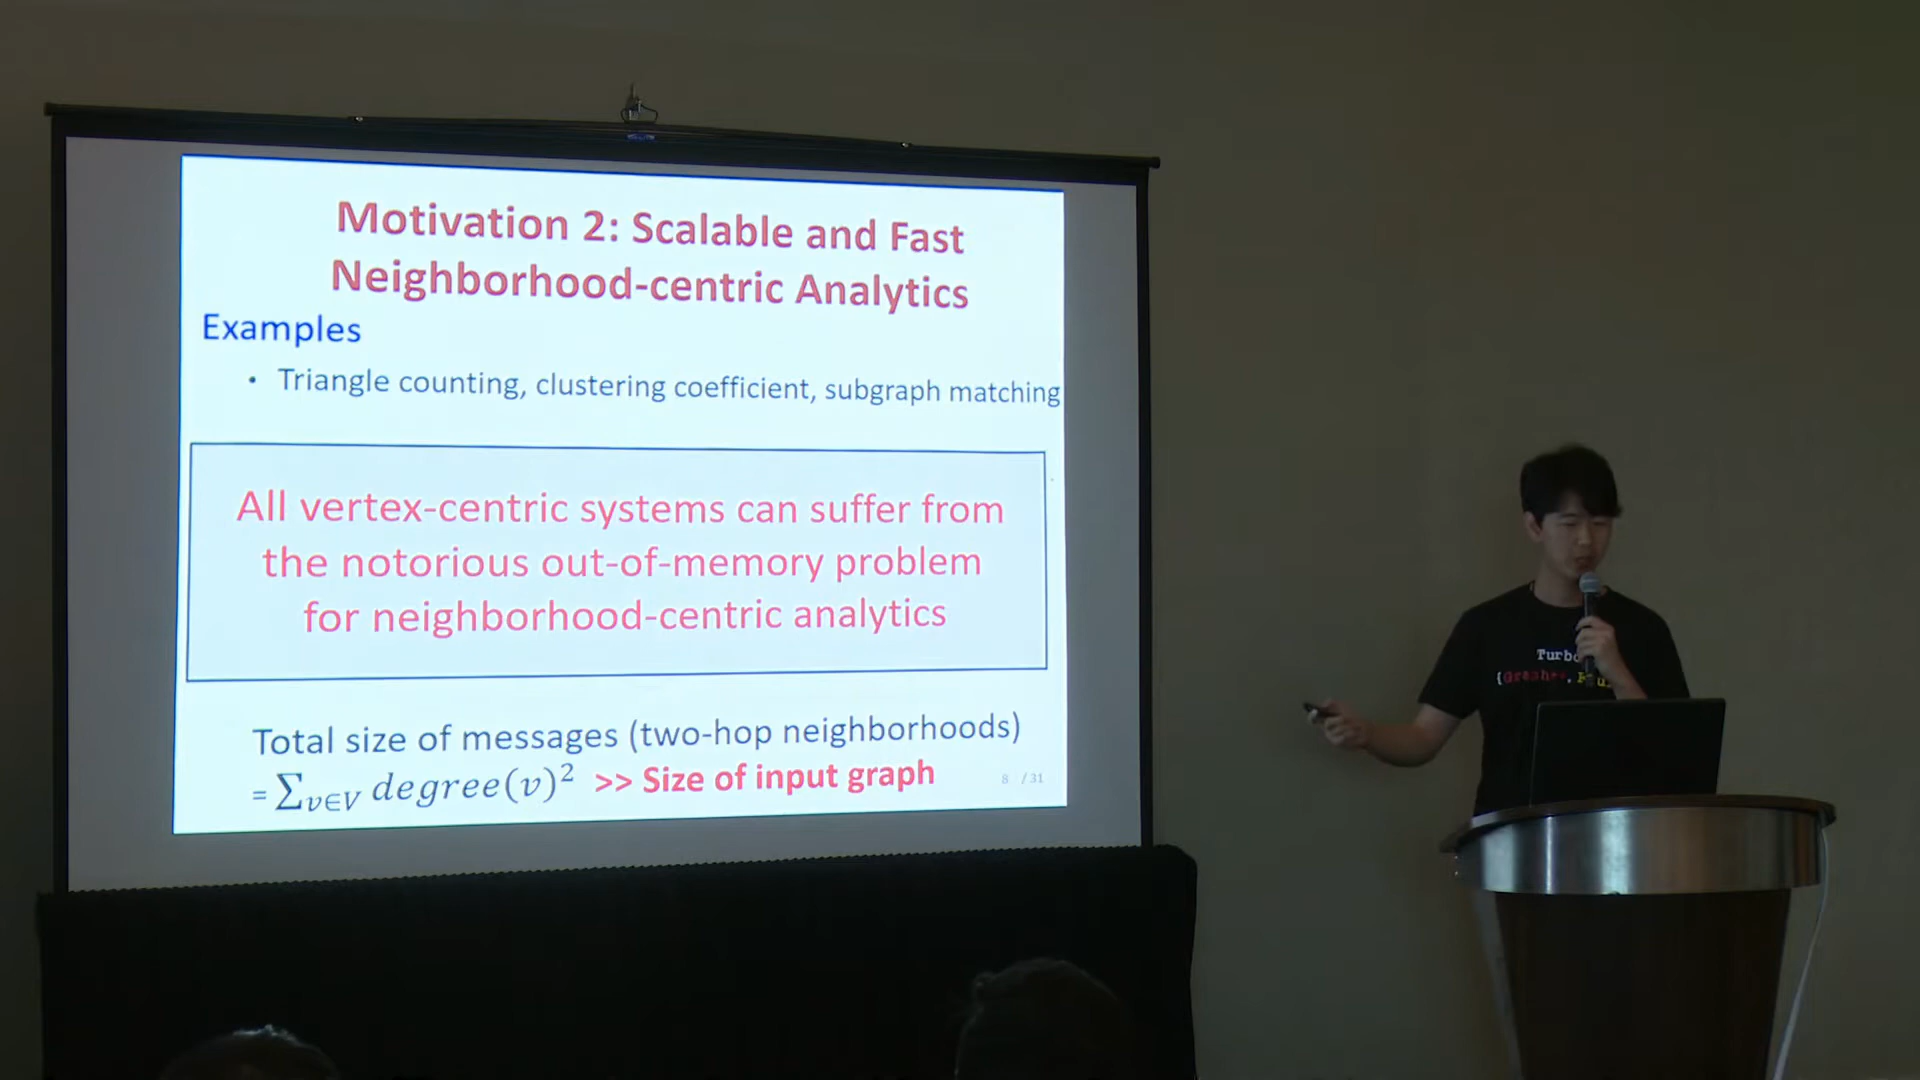 Motivation 2: Scalable and Fast
Neighborhood-centric Analytics
Examples
• Triangle counting, clustering coefficient, subgraph matching
All vertex-centric systems can suffer from
the notorious out-of-memory problem
for neighborhood-centric analytics
Total size of messages (two-hop neighborhoods)
= ∑v∈V degree(v)² >> Size of input graph
8 / 31